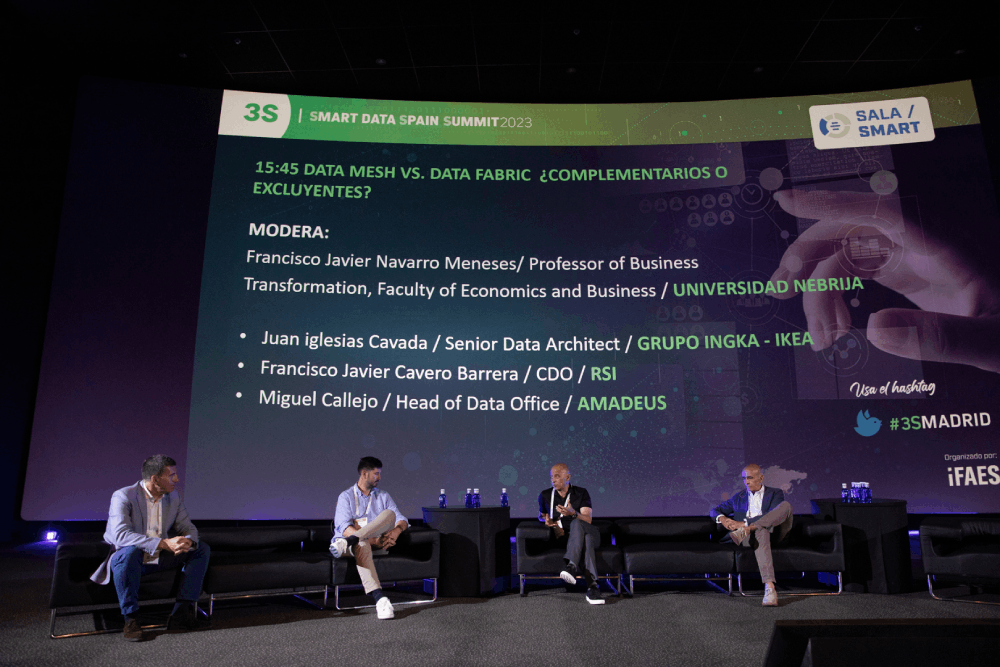 3S | SMART DATA SPAIN SUMMIT2023
SALA /
SMART
15:45 DATA MESH VS. DATA FABRIC ¿COMPLEMENTARIOS O
EXCLUYENTES?
MODERA:
Francisco Javier Navarro Meneses/ Professor of Business
Transformation, Faculty of Economics and Business / UNIVERSIDAD NEBRIJA
• Juan iglesias Cavada / Senior Data Architect / GRUPO INGKA - IKEA
• Francisco Javier Cavero Barrera / CDO / RSI
• Miguel Callejo / Head of Data Office / AMADEUS
Usa el hashtag
#3SMADRID
Organizado por:
iFAES